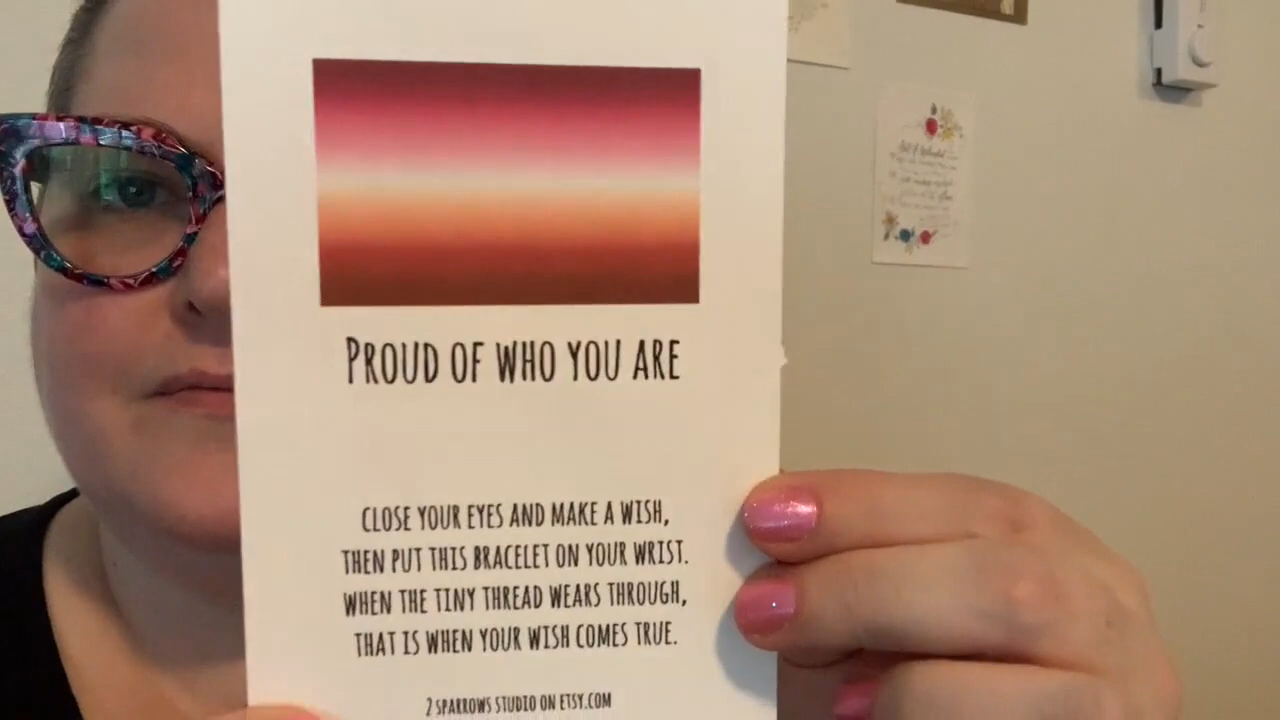 PROUD OF WHO YOU ARE
CLOSE YOUR EYES AND MAKE A WISH,
THEN PUT THIS BRACELET ON YOUR WRIST.
WHEN THE TINY THREAD WEARS THROUGH,
THAT IS WHEN YOUR WISH COMES TRUE.
2 SPARROWS STUDIO ON ETSY.COM